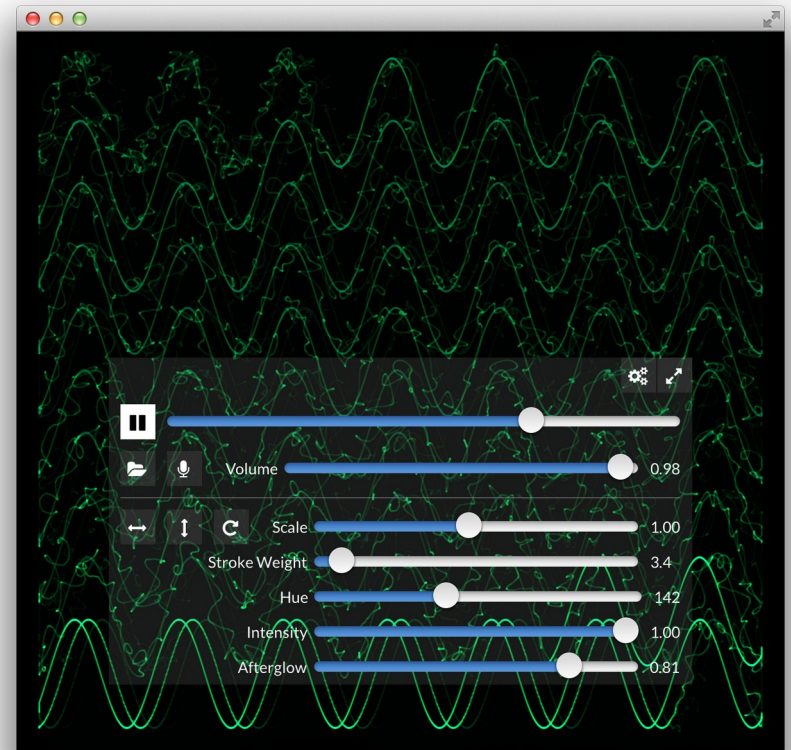 Volume 0.98
Scale 1.00
Stroke Weight 3.4
Hue 142
Intensity 1.00
Afterglow 0.81